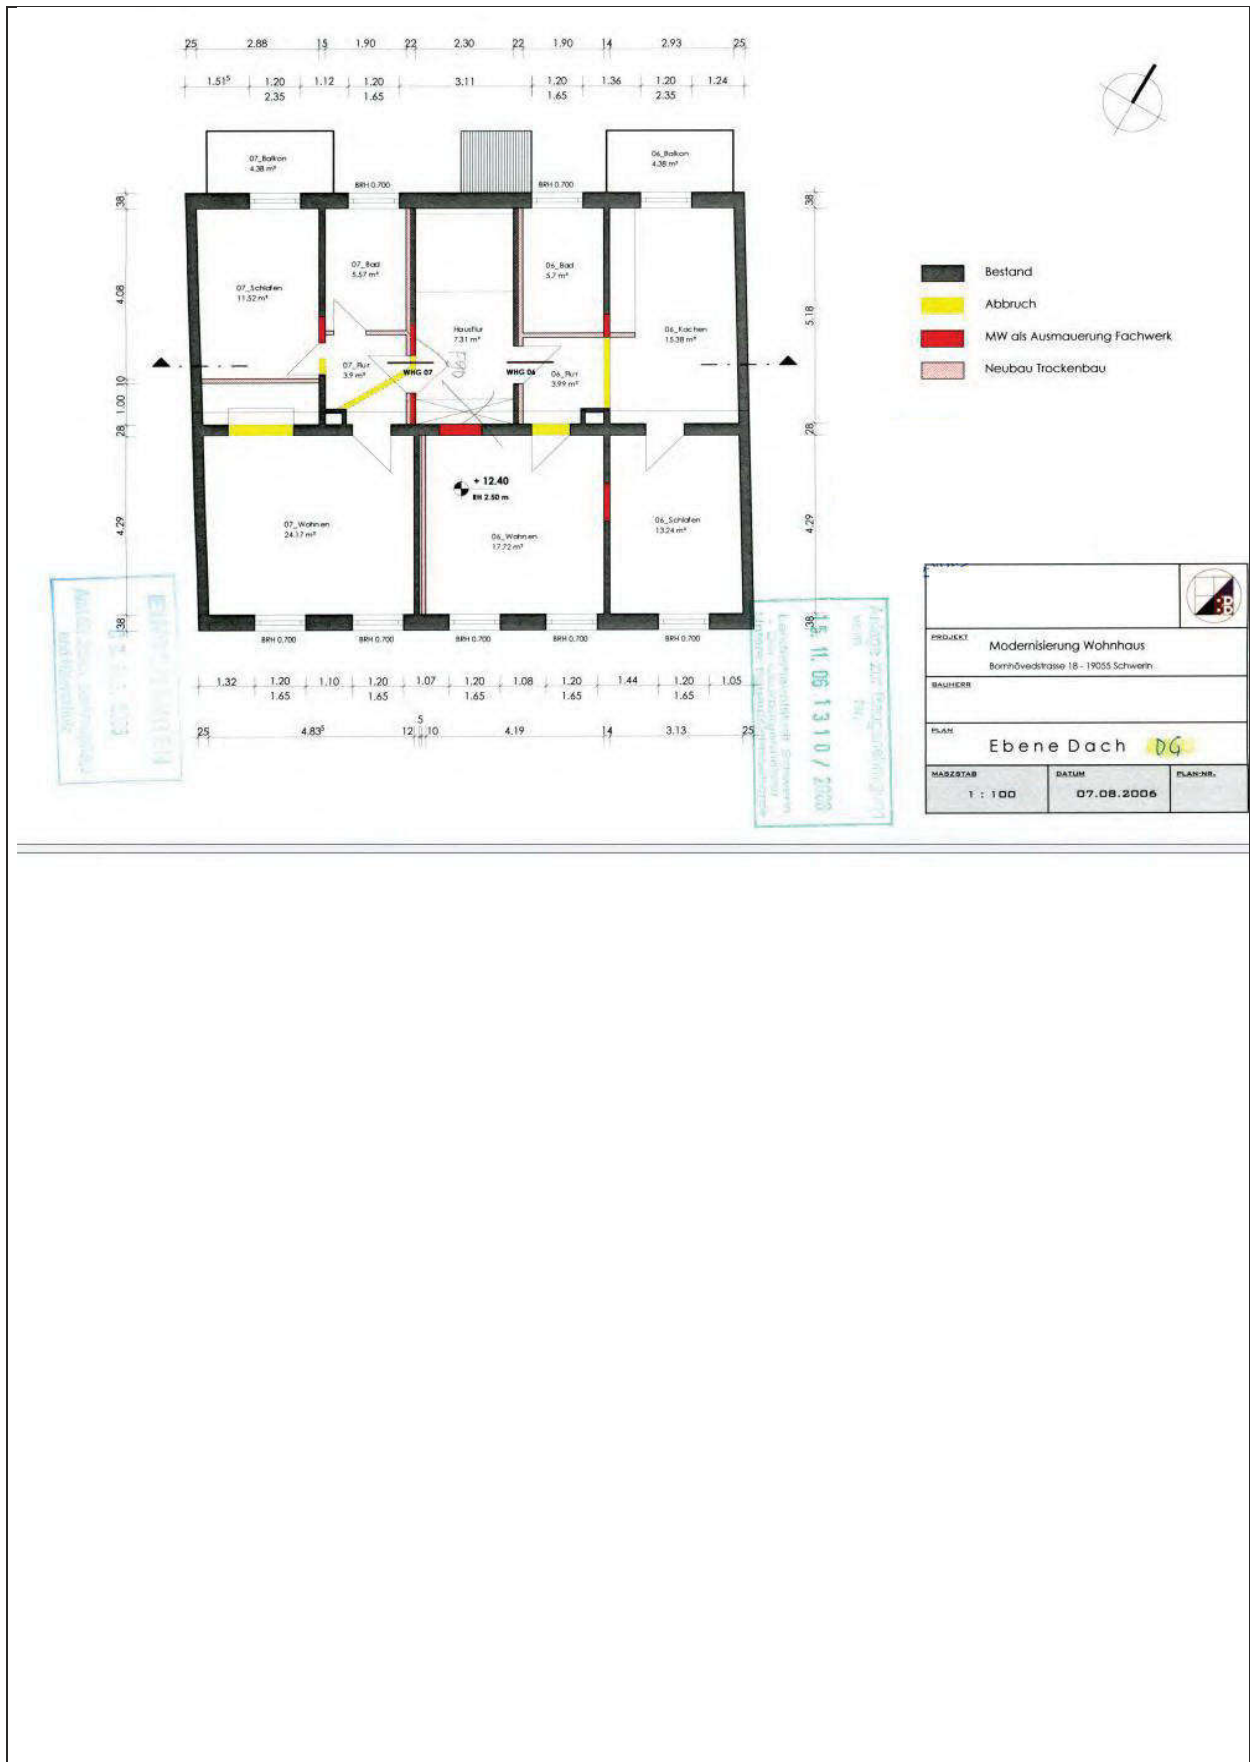 25 2.88 15 1.90 22 2.30 22 1.90 14 2.93 25
1.51⁵ 1.20 1.12 1.20 3.11 1.20 1.36 1.20 1.24
2.35 1.65 1.65 2.35
07_Balkon
4.38 m²
06_Balkon
4.38 m²
BRH 0.700 BRH 0.700
38 4.08 10 1.00 28 4.29 38
38 5.18 28 4.29 38
07_Schlafen
11.52 m²
07_Bad
5.57 m²
Hausflur
7.31 m²
06_Bad
5.7 m²
06_Kochen
15.38 m²
07_Flur
3.9 m²
WHG 07
F90
WHG 06
06_Flur
3.99 m²
+ 12.40
RH 2.50 m
07_Wohnen
24.17 m²
06_Wohnen
17.72 m²
06_Schlafen
13.24 m²
BRH 0.700 BRH 0.700 BRH 0.700 BRH 0.700 BRH 0.700
1.32 1.20 1.10 1.20 1.07 1.20 1.08 1.20 1.44 1.20 1.05
1.65 1.65 1.65 1.65 1.65
25 4.83⁵ 12 5 10 4.19 14 3.13 25
Bestand
Abbruch
MW als Ausmauerung Fachwerk
Neubau Trockenbau
15. 11. 06 1310 /
PROJEKT
Modernisierung Wohnhaus
Bornhövedstrasse 18 - 19055 Schwerin
BAUHERR
PLAN
Ebene Dach DG
MASZSTAB
1 : 100
DATUM
07.08.2006
PLAN-NR.